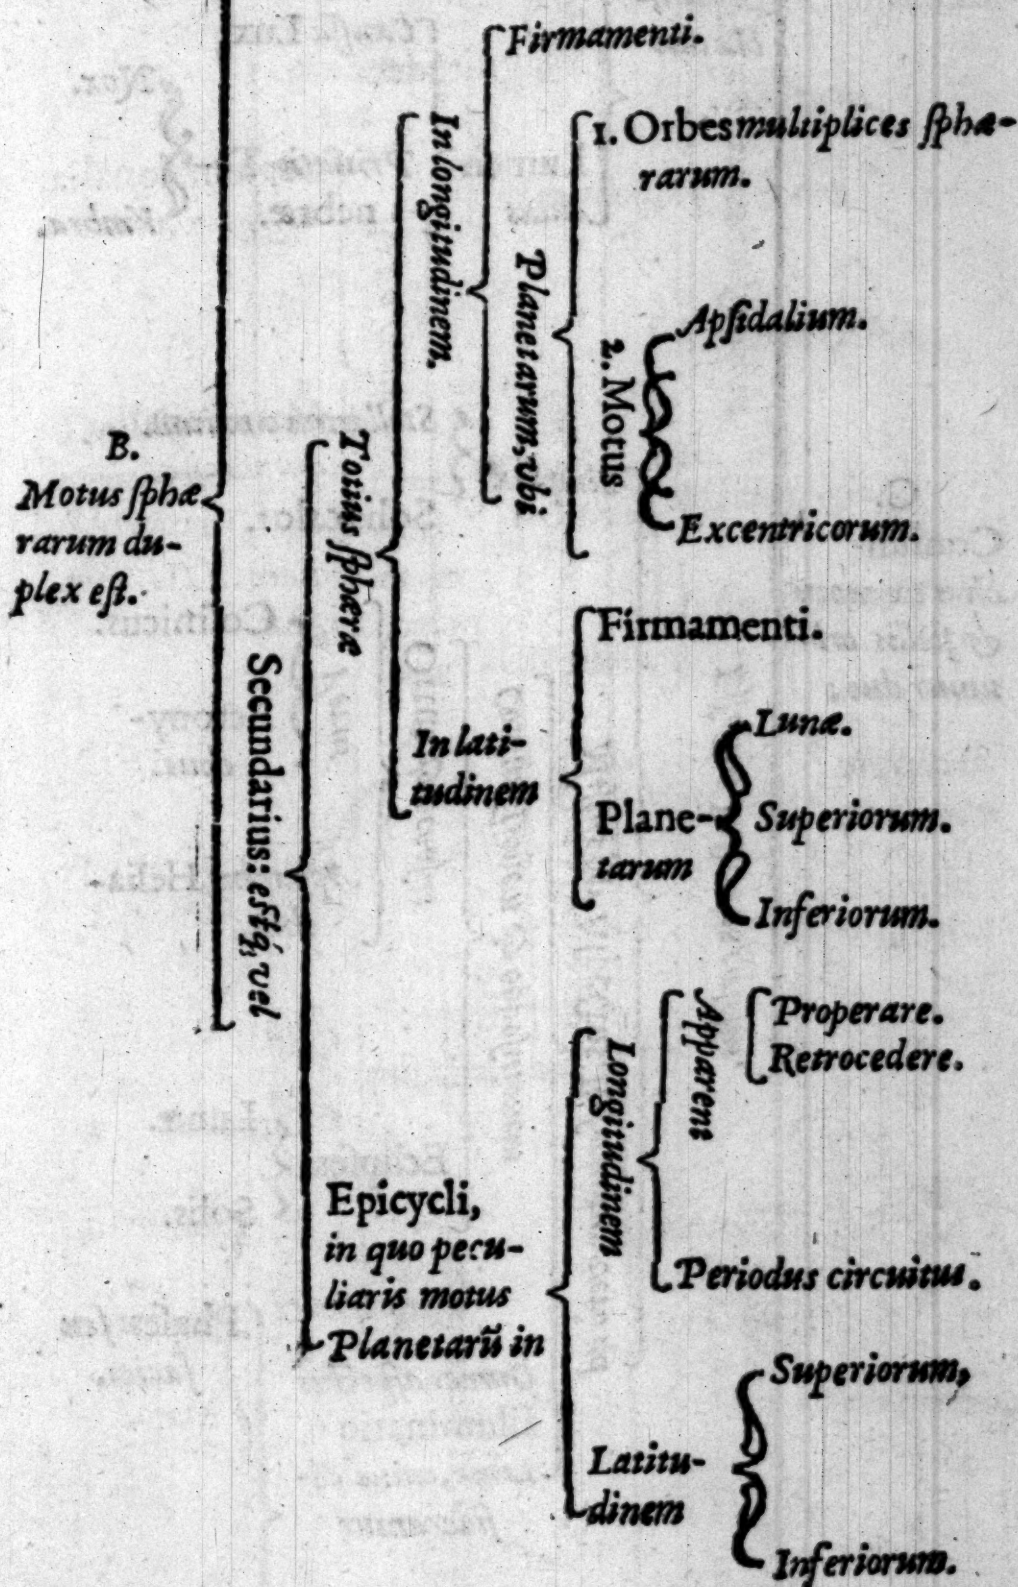 B.
Motus ſphæ
rarum du-
plex eſt.
Secundarius: eſtq́, vel
Totius ſphæræ
In longitudinem.
Firmamenti.
Planetarum, vbi
1. Orbes multiplices ſphæ-
rarum.
2. Motus
Apſidalium.
Excentricorum.
In lati-
tudinem
Firmamenti.
Plane-
tarum
Lunæ.
Superiorum.
Inferiorum.
Epicycli,
in quo pecu-
liaris motus
Planetarũ in
Longitudinem
Apparent
Properare.
Retrocedere.
Periodus circuitus.
Latitu-
dinem
Superiorum,
Inferiorum.